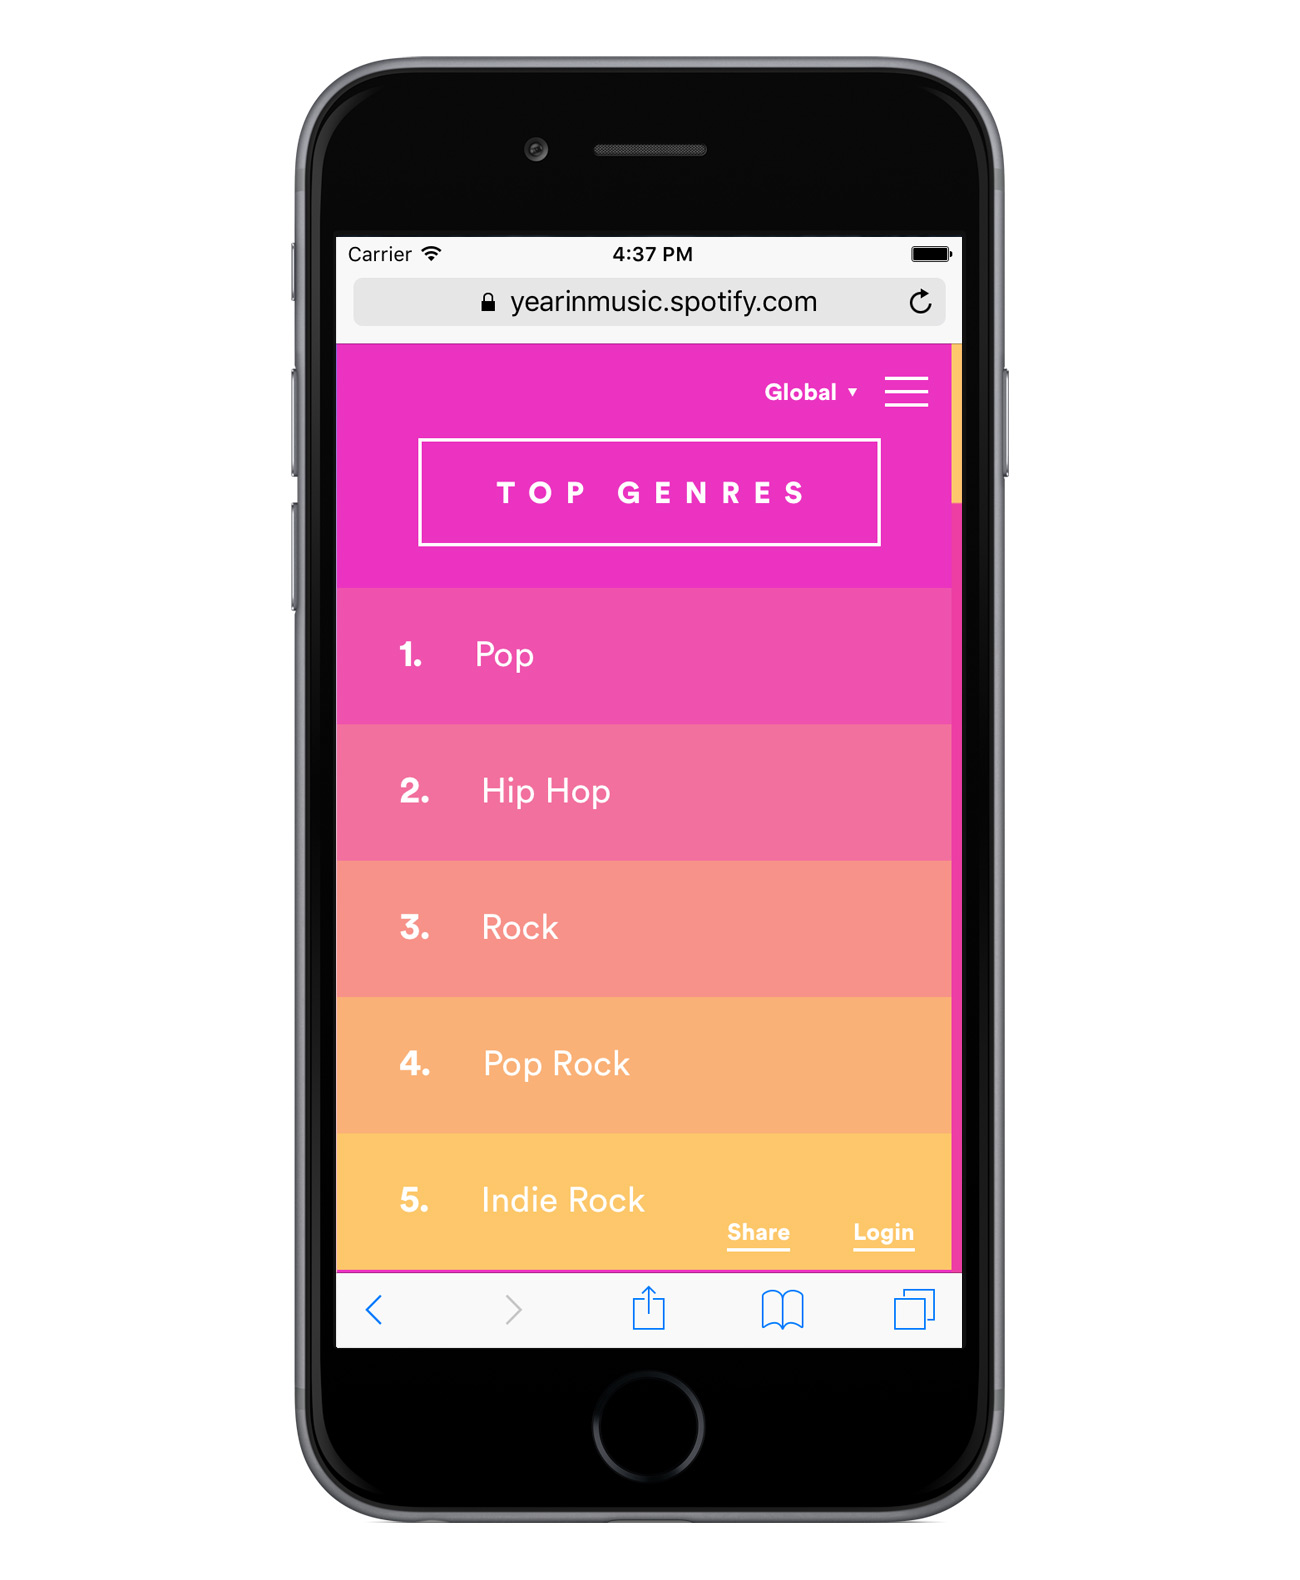 Carrier 4:37 PM
yearinmusic.spotify.com
Global
TOP GENRES
1. Pop
2. Hip Hop
3. Rock
4. Pop Rock
5. Indie Rock
Share Login